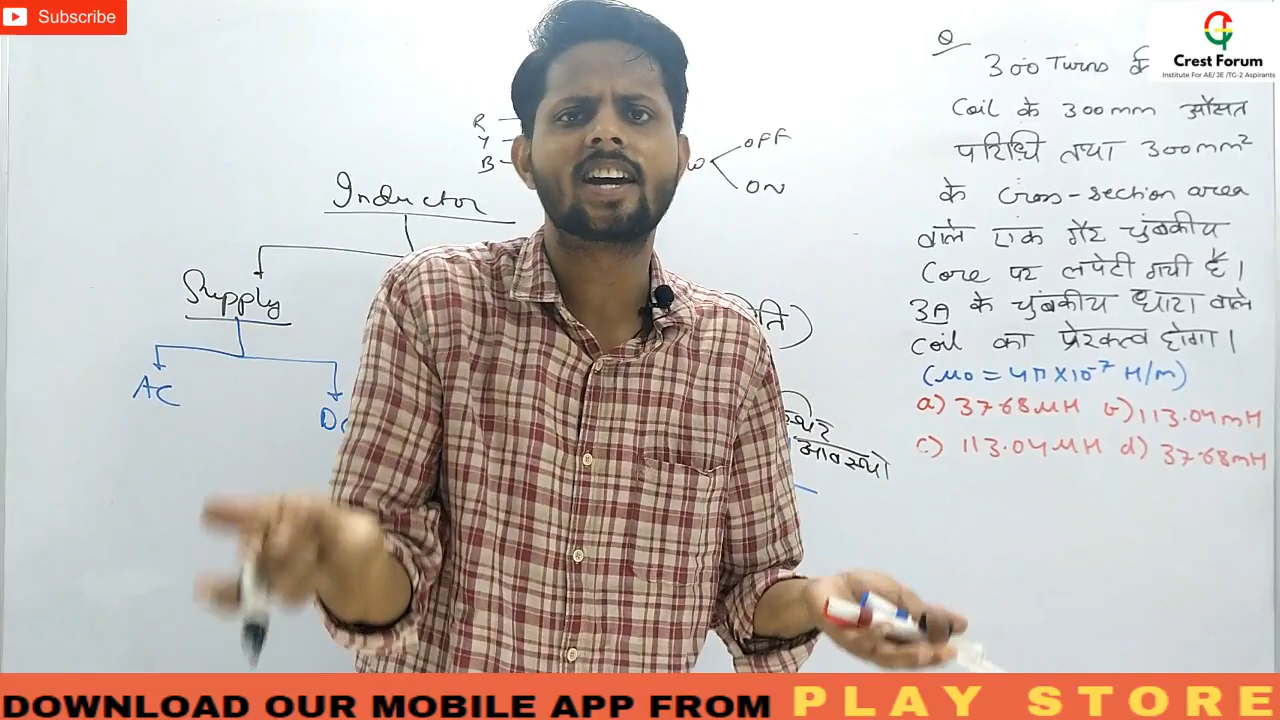 Subscribe
Crest Forum
Institute For AE/ JE /TG-2 Aspirants
R
Y
B
OFF
ON
Inductor
Supply
AC
DC
Q
300 Turns
Coil के 300mm औसत
परिधि तथा 300mm²
के Cross-section area
वाले एक गैर चुंबकीय
Core पर लपेटी गयी है।
3A के चुंबकीय धारा वाले
Coil का प्रेरकत्व होगा।
(μ0 = 4π×10⁻⁷ H/m)
a) 37.68μH b) 113.04mH
c) 113.04μH d) 37.68mH
DOWNLOAD OUR MOBILE APP FROM PLAY STORE